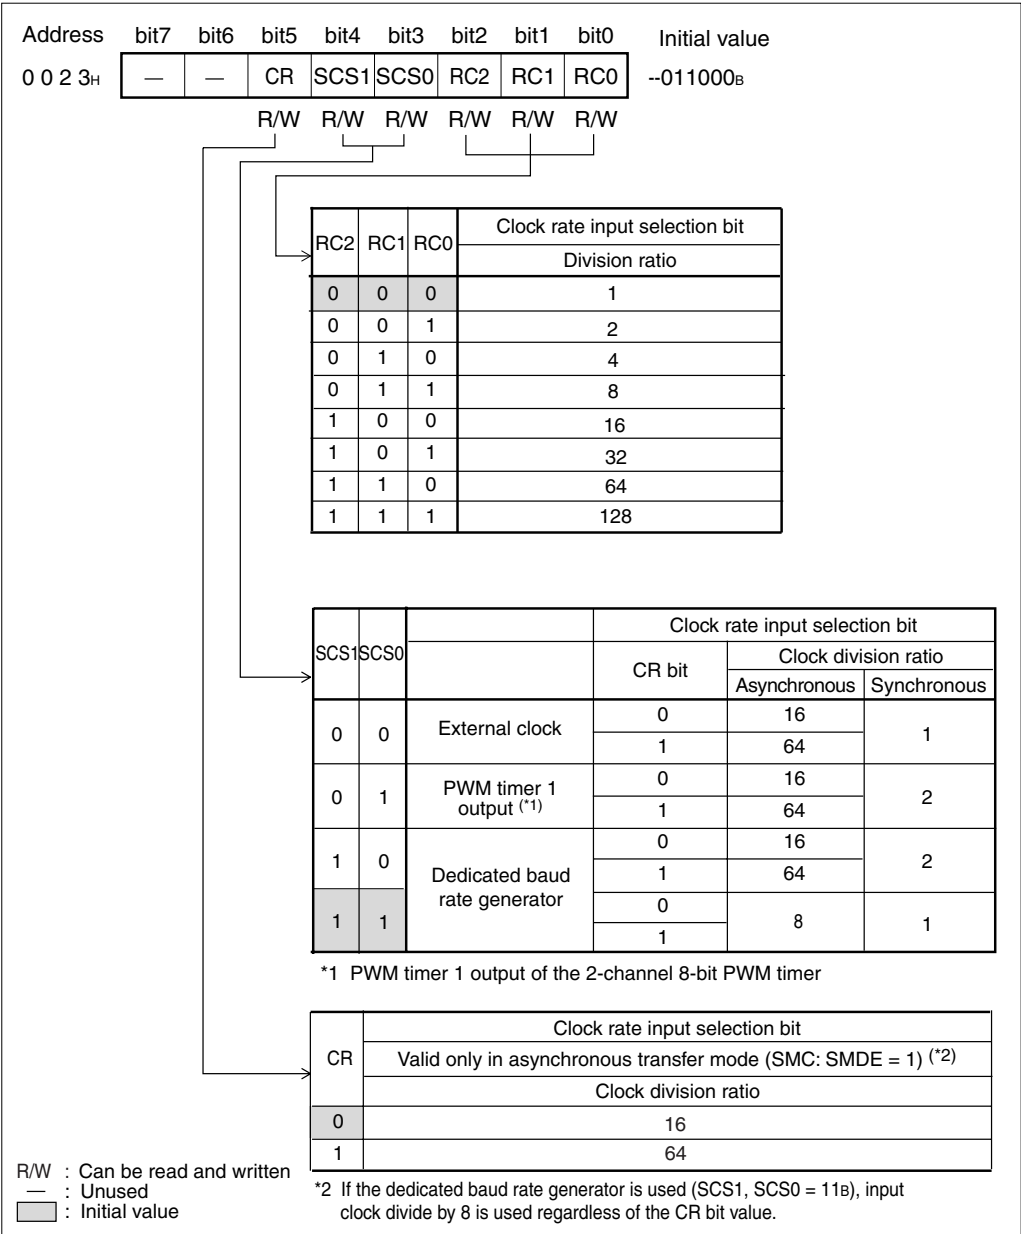 Address bit7 bit6 bit5 bit4 bit3 bit2 bit1 bit0 Initial value
0 0 2 3H — — CR SCS1 SCS0 RC2 RC1 RC0 --011000B
R/W R/W R/W R/W R/W R/W
RC2 RC1 RC0 Clock rate input selection bit
Division ratio
0 0 0 1
0 0 1 2
0 1 0 4
0 1 1 8
1 0 0 16
1 0 1 32
1 1 0 64
1 1 1 128
SCS1 SCS0 Clock rate input selection bit
CR bit Clock division ratio
Asynchronous Synchronous
0 0 External clock 0 16 1
1 64
0 1 PWM timer 1 output (*1) 0 16 2
1 64
1 0 Dedicated baud rate generator 0 16 2
1 64
1 1 0 8 1
1
*1 PWM timer 1 output of the 2-channel 8-bit PWM timer
CR Clock rate input selection bit
Valid only in asynchronous transfer mode (SMC: SMDE = 1) (*2)
Clock division ratio
0 16
1 64
R/W : Can be read and written
— : Unused
: Initial value
*2 If the dedicated baud rate generator is used (SCS1, SCS0 = 11B), input
clock divide by 8 is used regardless of the CR bit value.